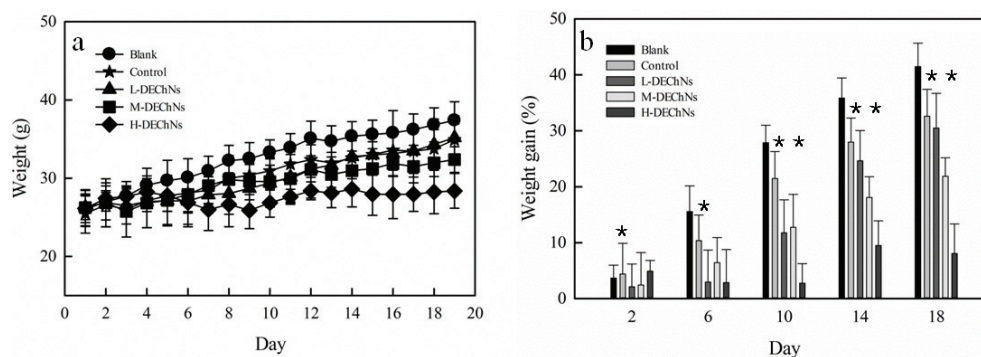 a
50
40
30
20
Weight (g)
Blank
Control
L-DEChNs
M-DEChNs
H-DEChNs
0 2 4 6 8 10 12 14 16 18 20
Day
b
50
40
30
20
10
0
Weight gain (%)
Blank
Control
L-DEChNs
M-DEChNs
H-DEChNs
*
*
* *
* *
* *
2 6 10 14 18
Day